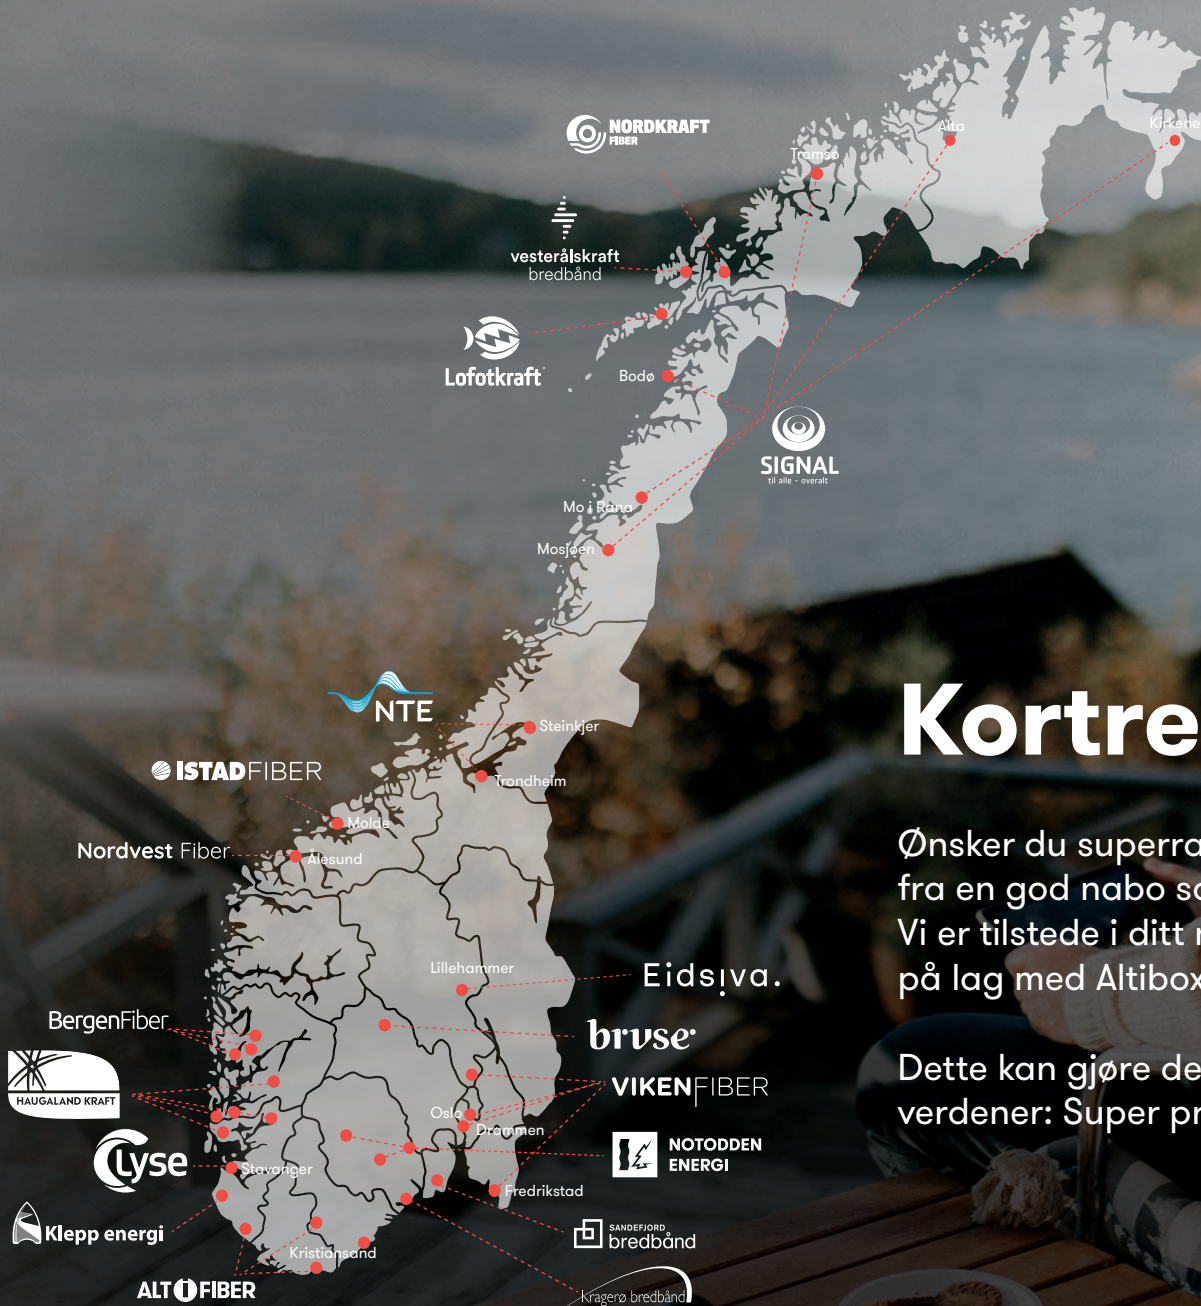 NORDKRAFT
FIBER
Alta
Kirkenes
Tromsø
vesterålskraft
bredbånd
Lofotkraft
Bodø
SIGNAL
til alle - overalt
Mo i Rana
Mosjøen
NTE
Steinkjer
ISTADFIBER
Trondheim
Molde
Nordvest Fiber
Ålesund
Kortre
Ønsker du superra
fra en god nabo so
Vi er tilstede i ditt n
på lag med Altibox
Dette kan gjøre de
verdener: Super pr
Lillehammer
Eidsiva.
BergenFiber
bryse
HAUGALAND KRAFT
VIKENFIBER
Oslo
Drammen
Lyse
Stavanger
NOTODDEN
ENERGI
Fredrikstad
Klepp energi
SANDEFJORD
bredbånd
Kristiansand
ALTiFIBER
Kragerø bredbånd